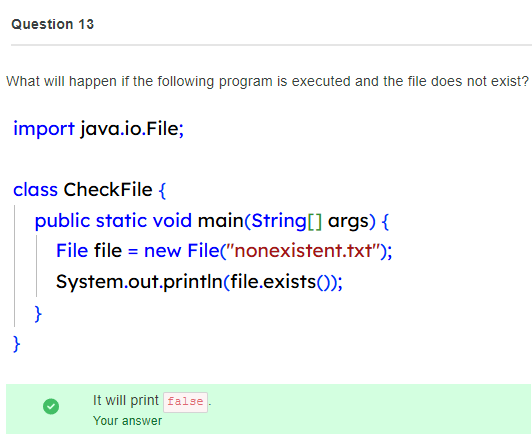 Question 13
What will happen if the following program is executed and the file does not exist?
import java.io.File;
class CheckFile {
public static void main(String[] args) {
File file = new File("nonexistent.txt");
System.out.println(file.exists());
}
}
It will print false.
Your answer